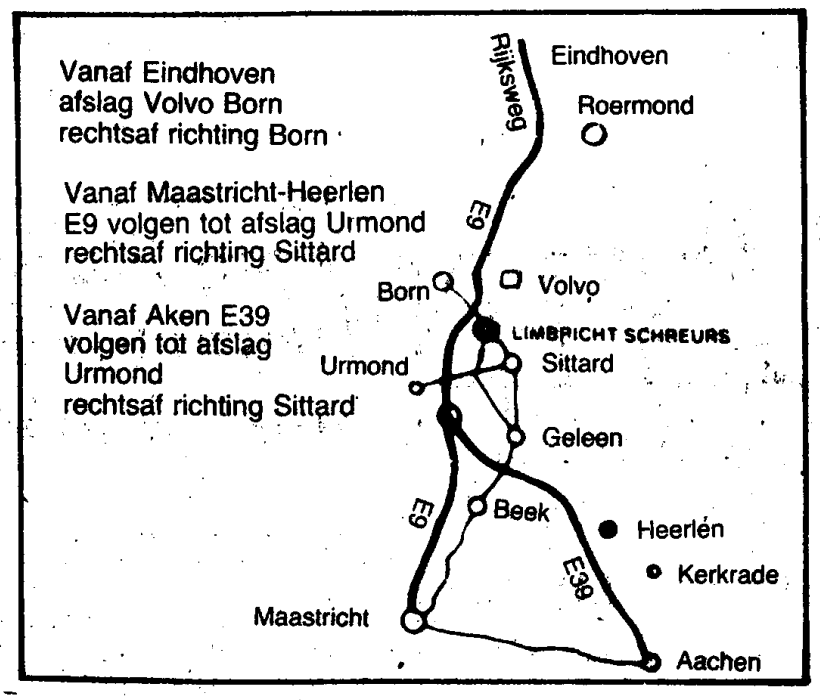 Vanaf Eindhoven
afslag Volvo Born
rechtsaf richting Born
Vanaf Maastricht-Heerlen
E9 volgen tot afslag Urmond
rechtsaf richting Sittard
Vanaf Aken E39
volgen tot afslag
Urmond
rechtsaf richting Sittard
Rijksweg
Eindhoven
Roermond
E9
Born
Volvo
LIMBRICHT SCHREURS
Urmond
Sittard
Geleen
E9
Beek
Heerlen
E39
Kerkrade
Maastricht
Aachen